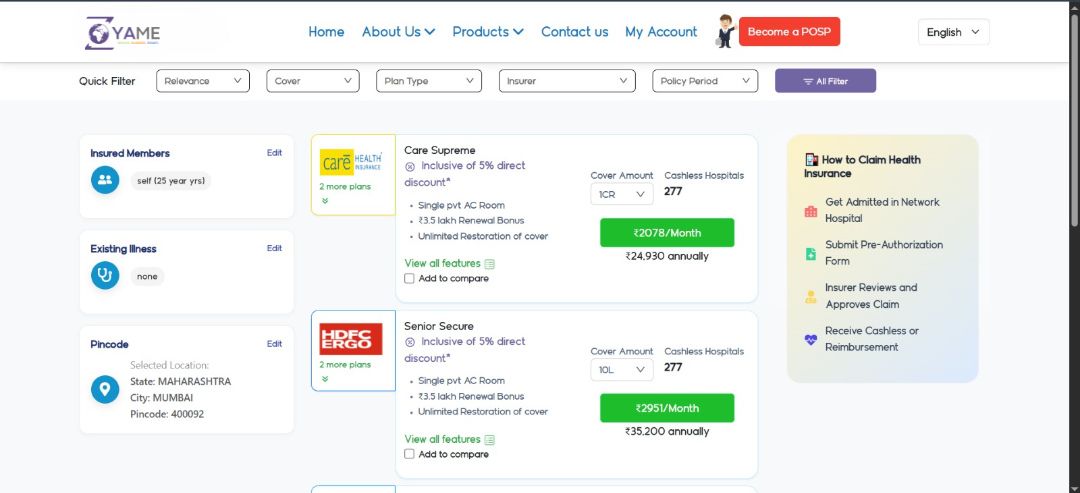 YAME
Home
About Us
Products
Contact us
My Account
Become a POSP
English
Quick Filter
Relevance
Cover
Plan Type
Insurer
Policy Period
All Filter
Insured Members
Edit
self (25 year yrs)
Existing Illness
Edit
none
Pincode
Edit
Selected Location:
State: MAHARASHTRA
City: MUMBAI
Pincode: 400092
care HEALTH
INSURANCE
2 more plans
Care Supreme
Inclusive of 5% direct
discount*
Single pvt AC Room
₹3.5 lakh Renewal Bonus
Unlimited Restoration of cover
View all features
Add to compare
Cover Amount
Cashless Hospitals
1CR
277
₹2078/Month
₹24,930 annually
HDFC
ERGO
2 more plans
Senior Secure
Inclusive of 5% direct
discount*
Single pvt AC Room
₹3.5 lakh Renewal Bonus
Unlimited Restoration of cover
View all features
Add to compare
Cover Amount
Cashless Hospitals
10L
277
₹2951/Month
₹35,200 annually
How to Claim Health
Insurance
Get Admitted in Network
Hospital
Submit Pre-Authorization
Form
Insurer Reviews and
Approves Claim
Receive Cashless or
Reimbursement